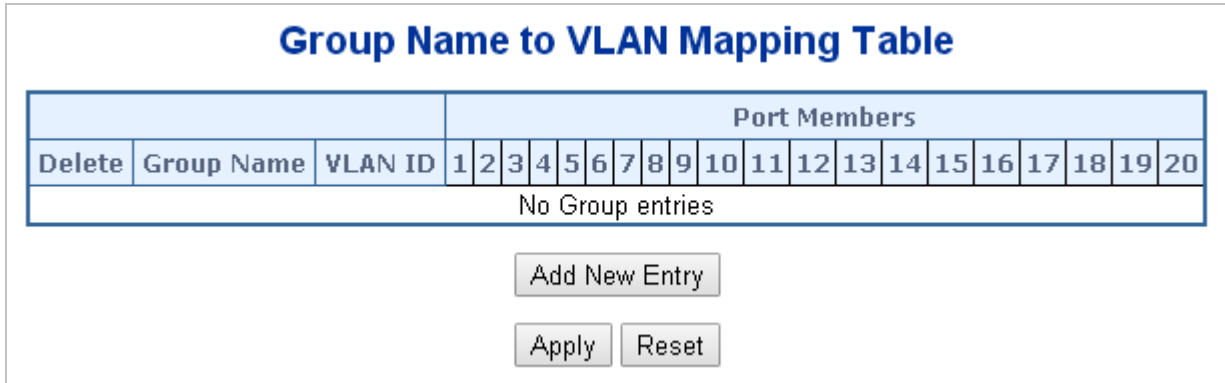 Group Name to VLAN Mapping Table
Port Members
Delete Group Name VLAN ID 1 2 3 4 5 6 7 8 9 10 11 12 13 14 15 16 17 18 19 20
No Group entries
Add New Entry
Apply Reset